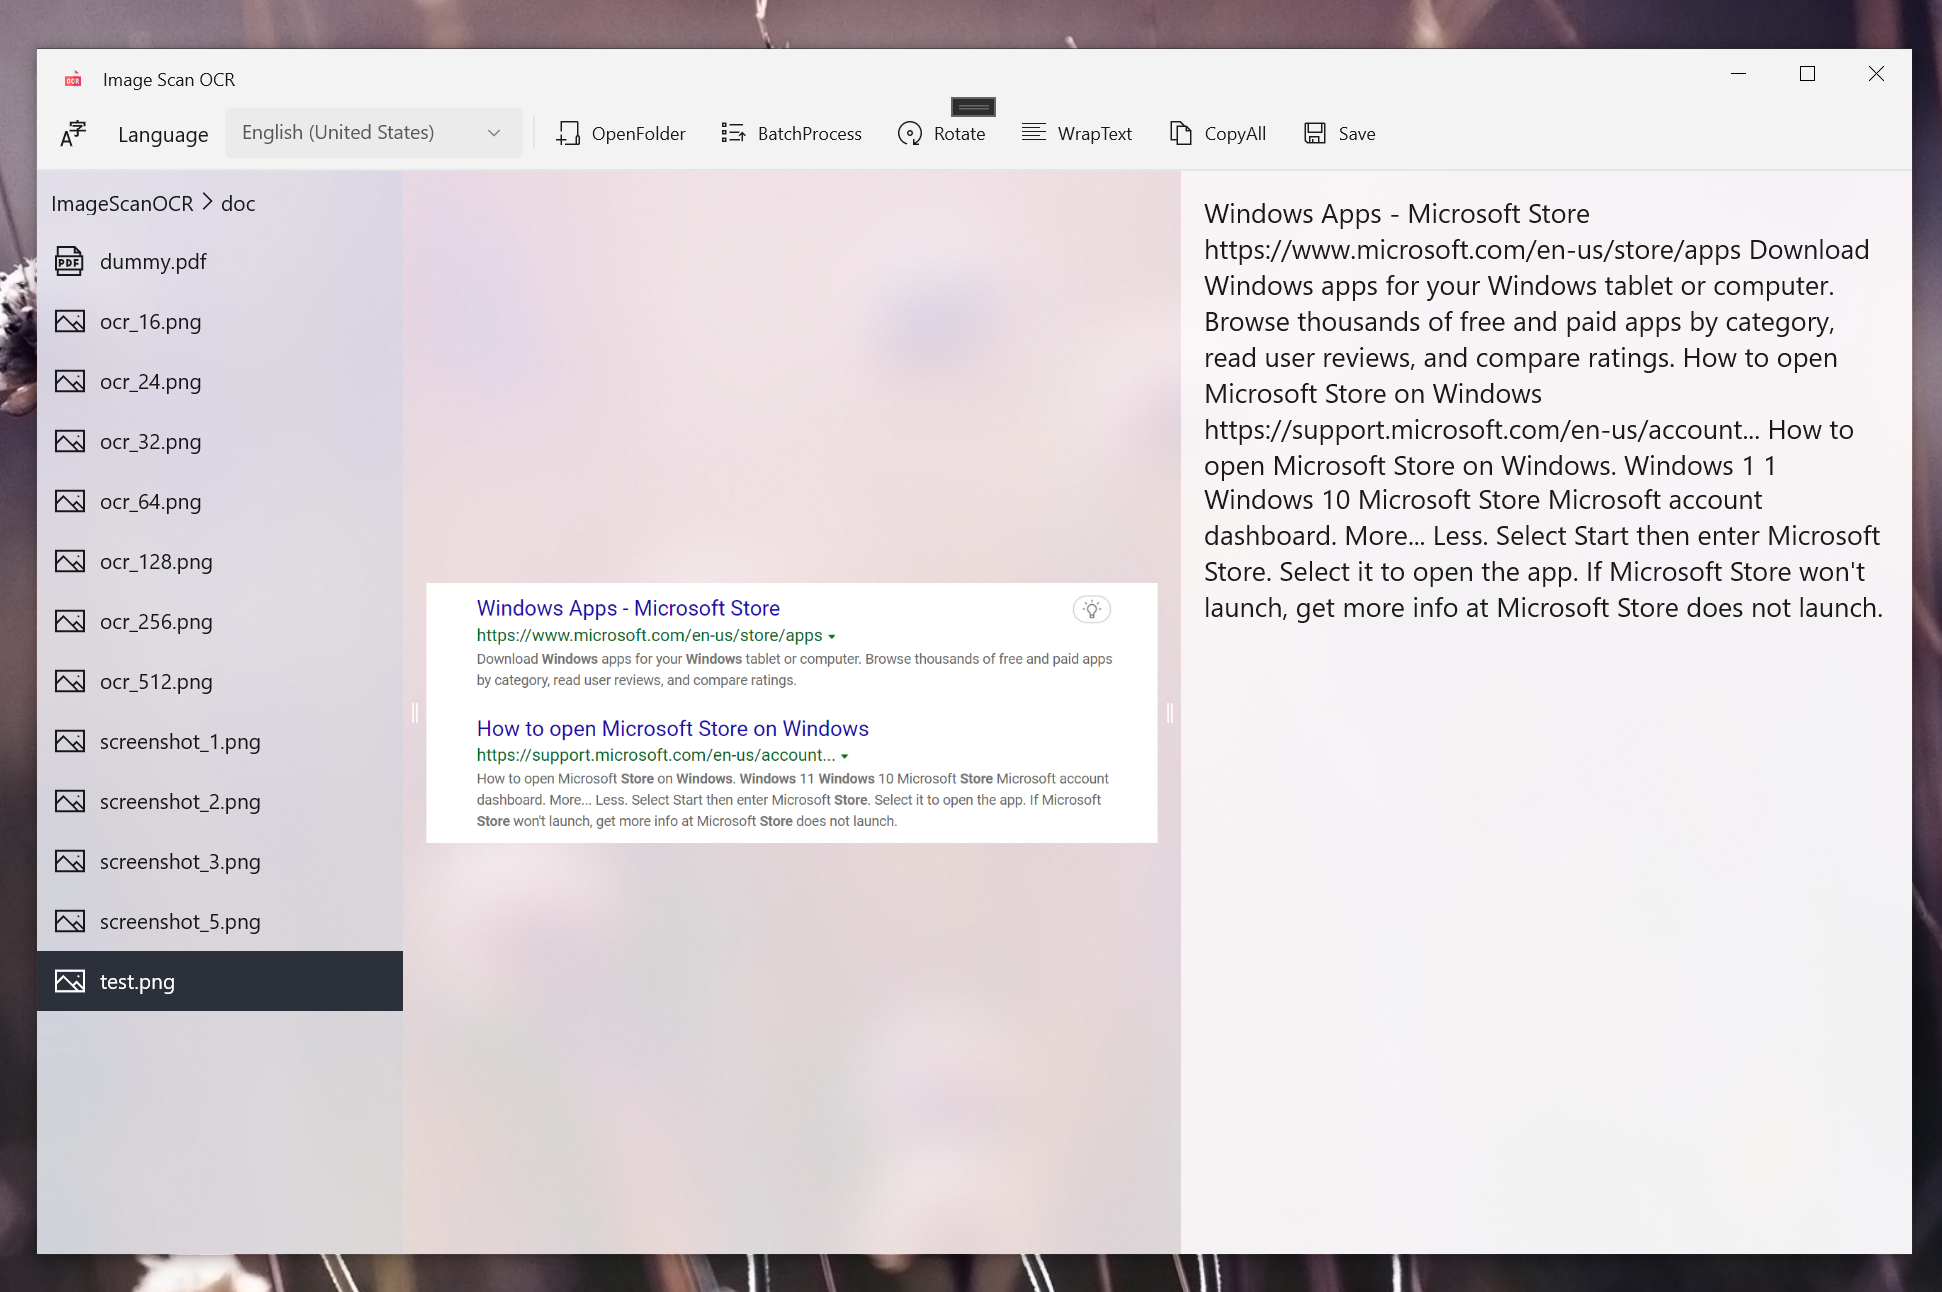 Image Scan OCR
Language
English (United States)
OpenFolder
BatchProcess
Rotate
WrapText
CopyAll
Save
ImageScanOCR > doc
dummy.pdf
ocr_16.png
ocr_24.png
ocr_32.png
ocr_64.png
ocr_128.png
ocr_256.png
ocr_512.png
screenshot_1.png
screenshot_2.png
screenshot_3.png
screenshot_5.png
test.png
Windows Apps - Microsoft Store
https://www.microsoft.com/en-us/store/apps
Download Windows apps for your Windows tablet or computer. Browse thousands of free and paid apps
by category, read user reviews, and compare ratings.
How to open Microsoft Store on Windows
https://support.microsoft.com/en-us/account...
How to open Microsoft Store on Windows. Windows 11 Windows 10 Microsoft Store Microsoft account
dashboard. More... Less. Select Start then enter Microsoft Store. Select it to open the app. If Microsoft
Store won't launch, get more info at Microsoft Store does not launch.
Windows Apps - Microsoft Store
https://www.microsoft.com/en-us/store/apps Download
Windows apps for your Windows tablet or computer.
Browse thousands of free and paid apps by category,
read user reviews, and compare ratings. How to open
Microsoft Store on Windows
https://support.microsoft.com/en-us/account... How to
open Microsoft Store on Windows. Windows 1 1
Windows 10 Microsoft Store Microsoft account
dashboard. More... Less. Select Start then enter Microsoft
Store. Select it to open the app. If Microsoft Store won't
launch, get more info at Microsoft Store does not launch.